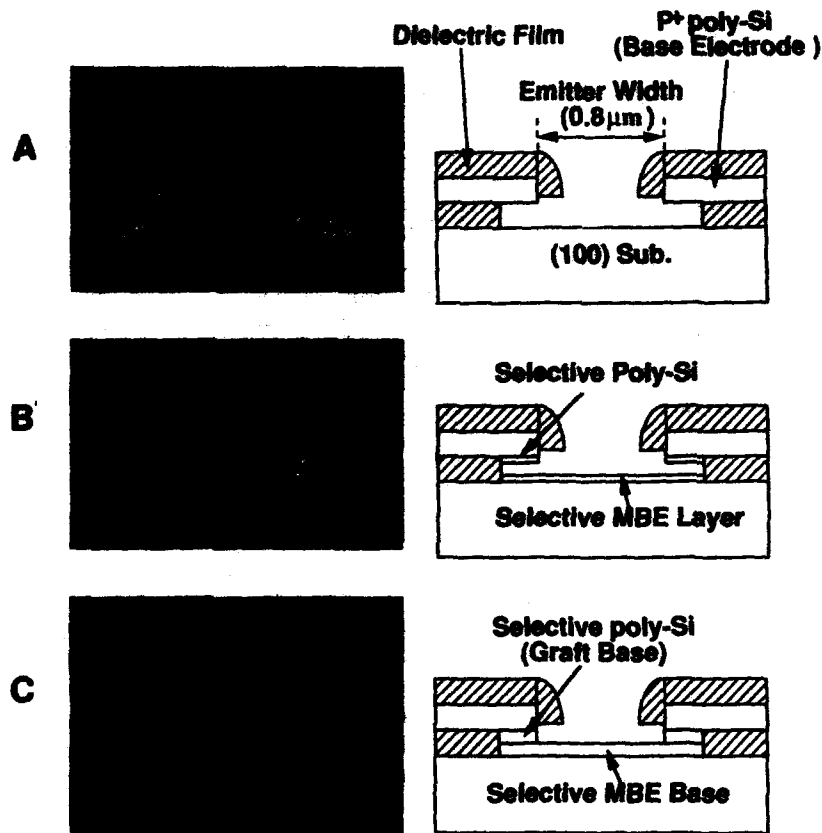 P+ poly-Si
(Base Electrode )
Dielectric Film
Emitter Width
(0.8μm)
A
(100) Sub.
Selective Poly-Si
B'
Selective MBE Layer
Selective poly-Si
(Graft Base)
C
Selective MBE Base